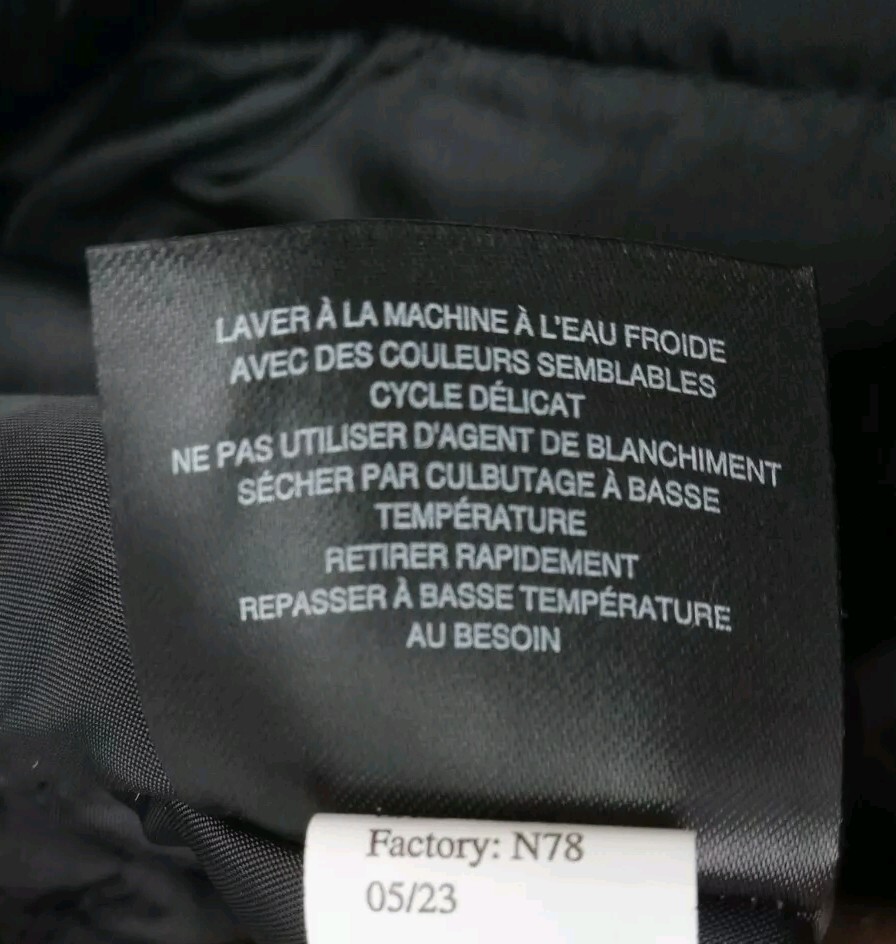 LAVER À LA MACHINE À L'EAU FROIDE
AVEC DES COULEURS SEMBLABLES
CYCLE DÉLICAT
NE PAS UTILISER D'AGENT DE BLANCHIMENT
SÉCHER PAR CULBUTAGE À BASSE
TEMPÉRATURE
RETIRER RAPIDEMENT
REPASSER À BASSE TEMPÉRATURE
AU BESOIN
Factory: N78
05/23